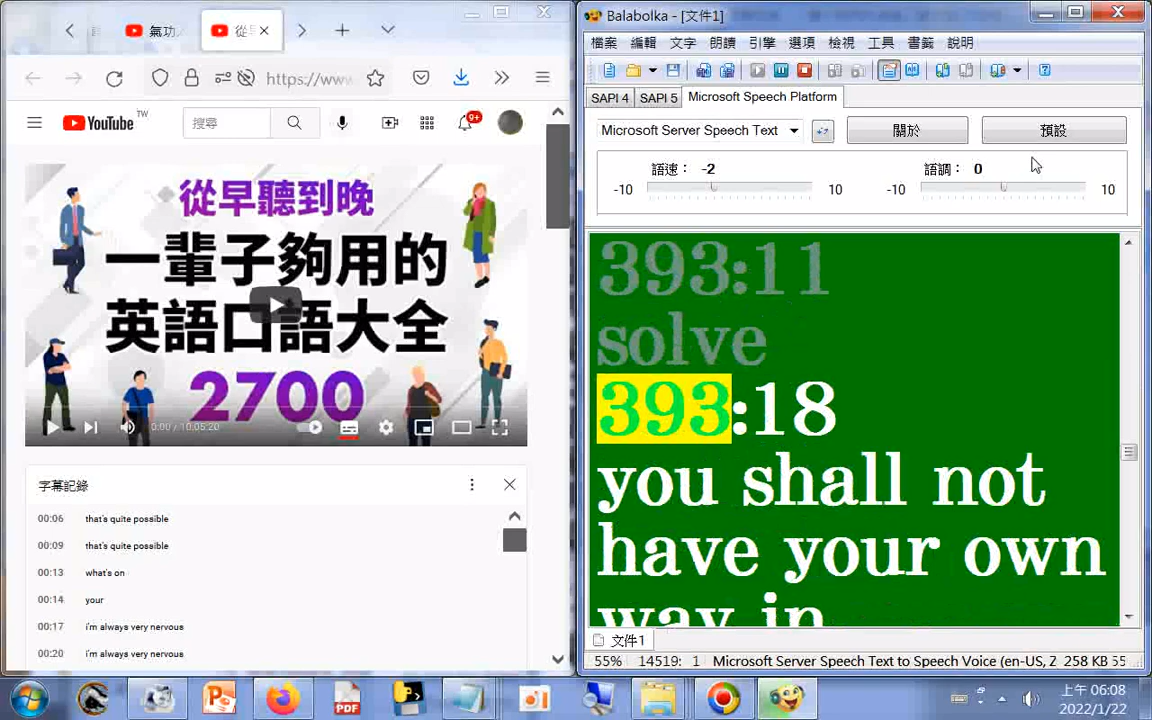 氣功
從
https://www
YouTube TW
搜尋
9+
從早聽到晚
一輩子夠用的
英語口語大全
2700
0:00 / 10:05:20
字幕記錄
00:06 that's quite possible
00:09 that's quite possible
00:13 what's on
00:14 your
00:17 i'm always very nervous
00:20 i'm always very nervous
Balabolka - [文件1]
檔案 編輯 文字 朗讀 引擎 選項 檢視 工具 書籤 說明
SAPI 4 SAPI 5 Microsoft Speech Platform
Microsoft Server Speech Text 關於 預設
語速： -2 語調： 0
-10 10 -10 10
393:11
solve
393:18
you shall not
have your own
way in
文件1
55% 14519: 1 Microsoft Server Speech Text to Speech Voice (en-US, Z 258 KB 55
上午 06:08
2022/1/22